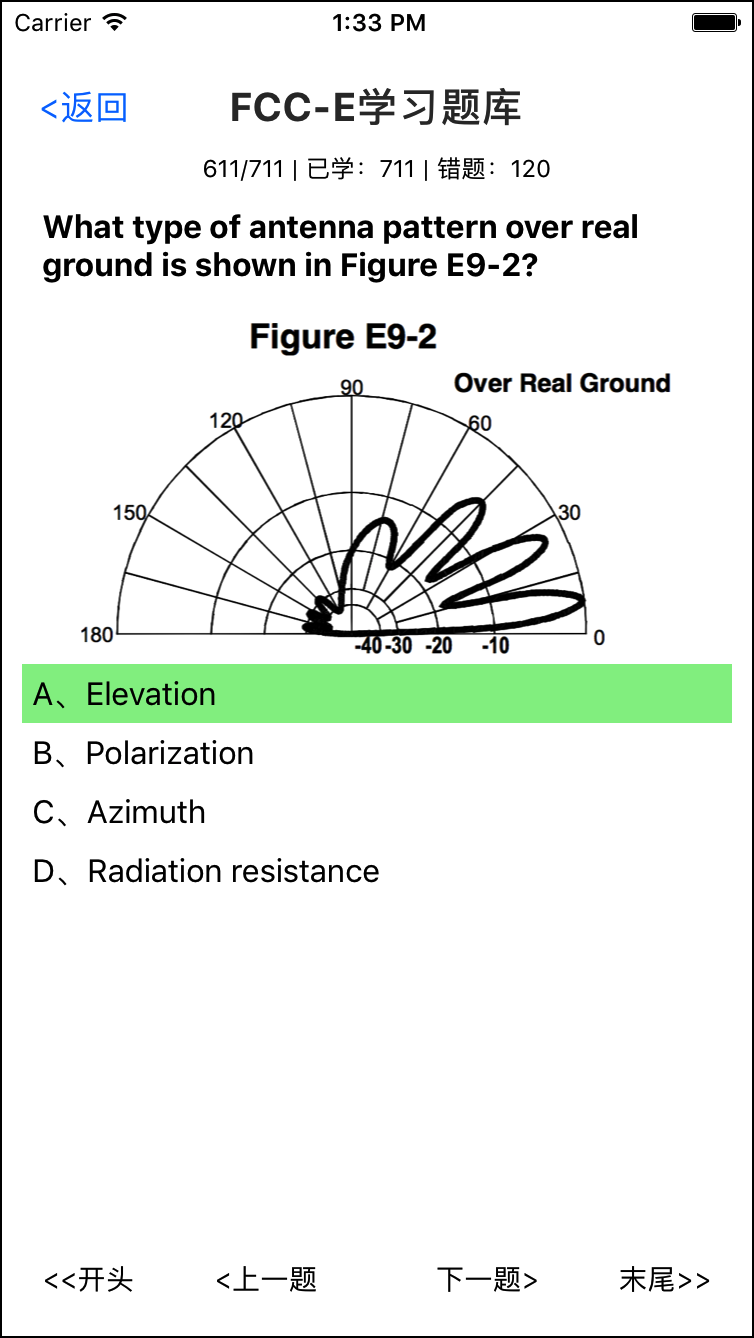 Carrier 1:33 PM
<返回 FCC-E学习题库
611/711 | 已学：711 | 错题：120
What type of antenna pattern over real
ground is shown in Figure E9-2?
Figure E9-2
Over Real Ground
90
120 60
150 30
180 0
-40 -30 -20 -10
A、Elevation
B、Polarization
C、Azimuth
D、Radiation resistance
<<开头 <上一题 下一题> 末尾>>